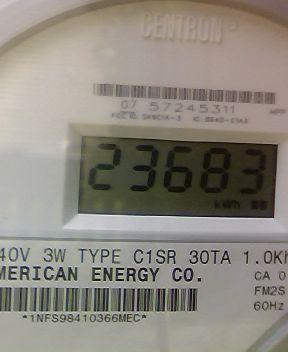 CENTRON®
07 57245311
23683
kWh
40V 3W TYPE C1SR 30TA 1.0Kh
MERICAN ENERGY CO.
CA 0
FM2S
60Hz
*1NFS98410366MEC*